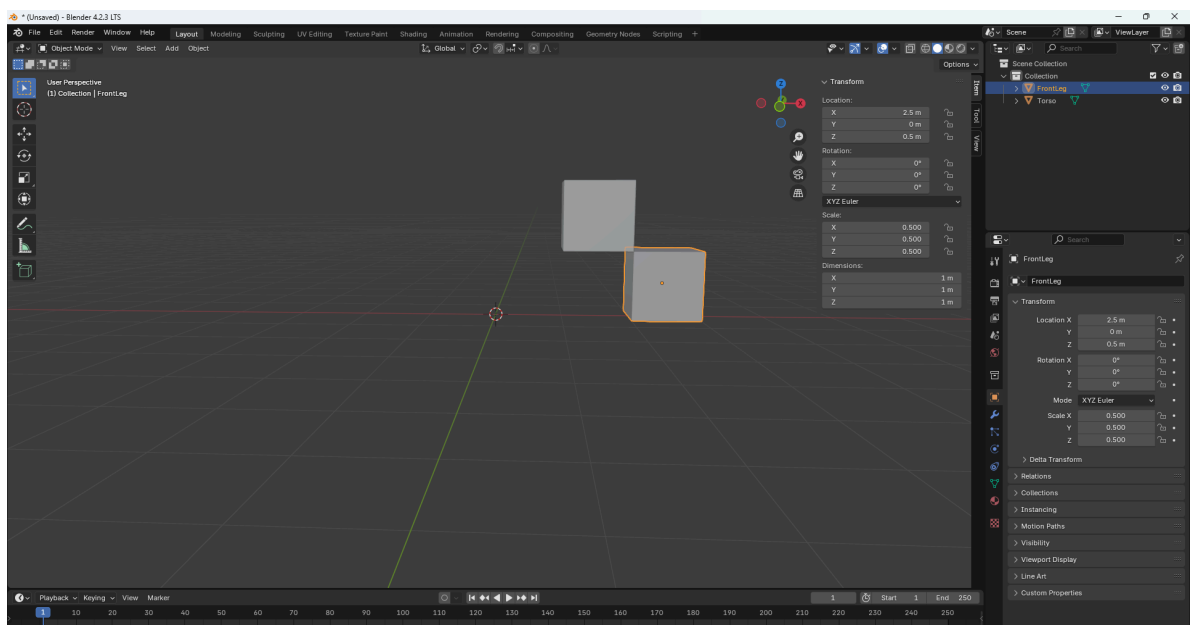 * (Unsaved) - Blender 4.2.3 LTS
File Edit Render Window Help Layout Modeling Sculpting UV Editing Texture Paint Shading Animation Rendering Compositing Geometry Nodes Scripting + Scene ViewLayer
Object Mode View Select Add Object Global Search
Options
User Perspective
(1) Collection | FrontLeg
Z
X
Transform
Location:
X 2.5 m
Y 0 m
Z 0.5 m
Rotation:
X 0°
Y 0°
Z 0°
XYZ Euler
Scale:
X 0.500
Y 0.500
Z 0.500
Dimensions:
X 1 m
Y 1 m
Z 1 m
Item
Tool
View
Scene Collection
Collection
FrontLeg
Torso
Search
FrontLeg
FrontLeg
Transform
Location X 2.5 m
Y 0 m
Z 0.5 m
Rotation X 0°
Y 0°
Z 0°
Mode XYZ Euler
Scale X 0.500
Y 0.500
Z 0.500
Delta Transform
Relations
Collections
Instancing
Motion Paths
Visibility
Viewport Display
Line Art
Custom Properties
Playback Keying View Marker 1 Start 1 End 250
1 10 20 30 40 50 60 70 80 90 100 110 120 130 140 150 160 170 180 190 200 210 220 230 240 250